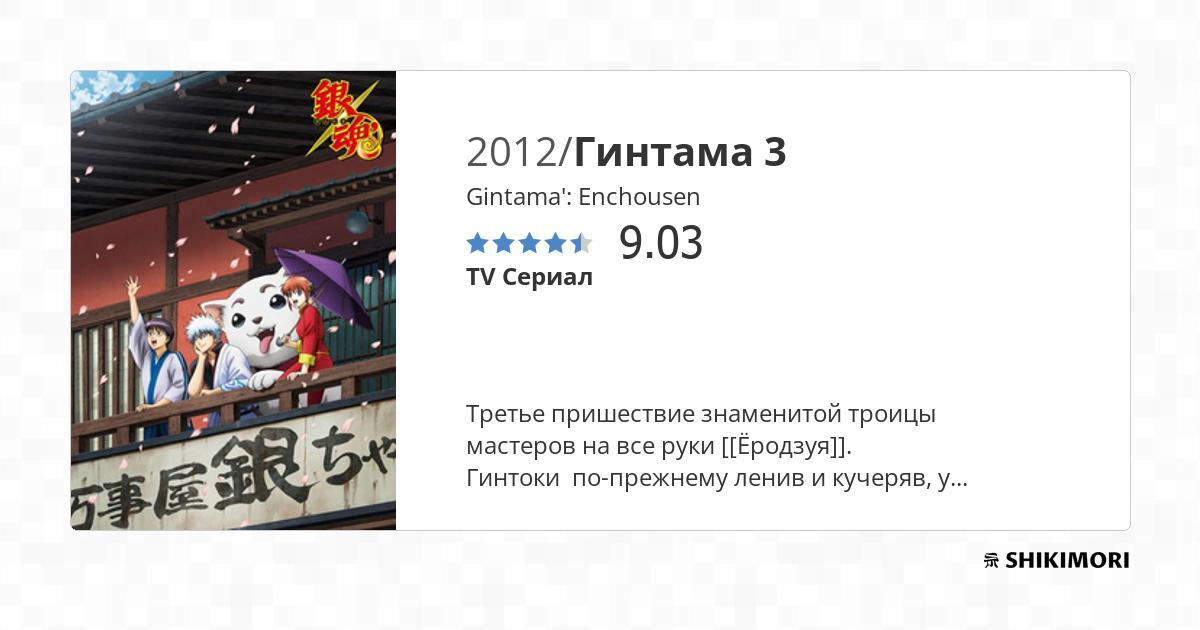 銀魂
2012/Гинтама 3
Gintama': Enchousen
9.03
TV Сериал
Третье пришествие знаменитой троицы
мастеров на все руки [[Ёродзуя]].
Гинтоки  по-прежнему ленив и кучеряв, у...
万事屋銀ちゃ
SHIKIMORI